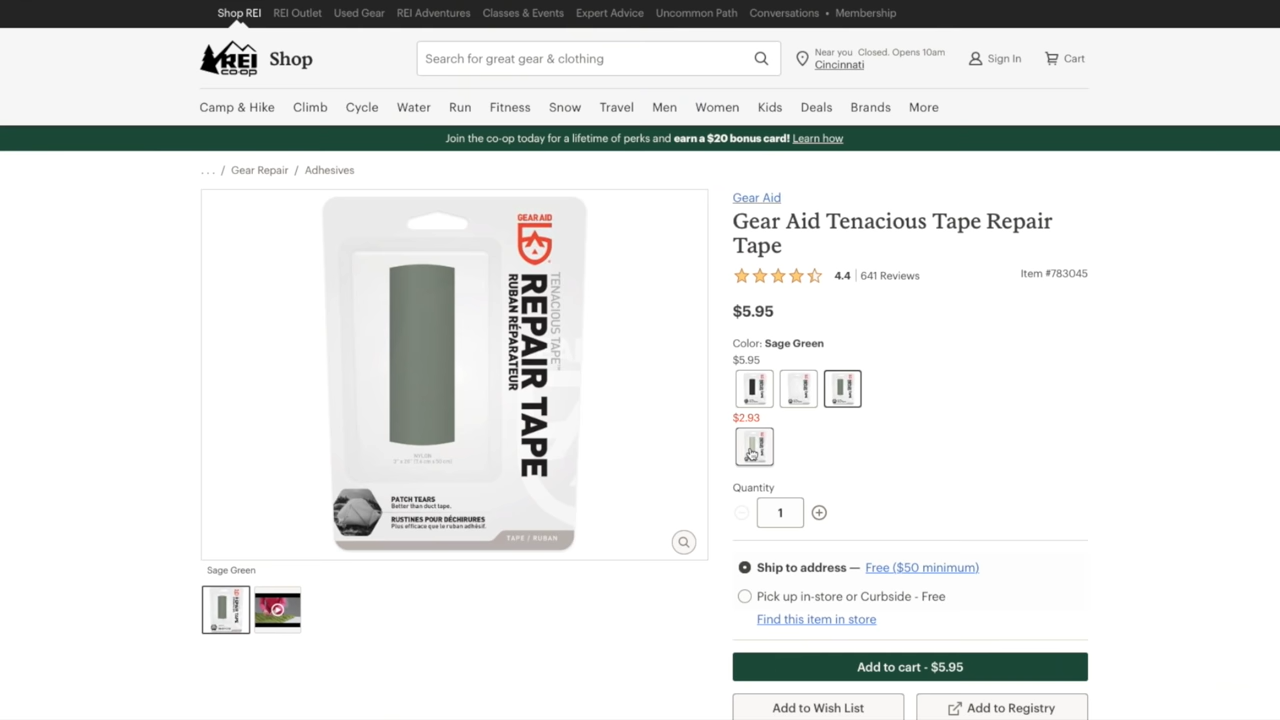 Shop REI REI Outlet Used Gear REI Adventures Classes & Events Expert Advice Uncommon Path Conversations • Membership
REI
CO·OP
Shop
Search for great gear & clothing
Near you Closed. Opens 10am
Cincinnati
Sign In
Cart
Camp & Hike Climb Cycle Water Run Fitness Snow Travel Men Women Kids Deals Brands More
Join the co-op today for a lifetime of perks and earn a $20 bonus card! Learn how
... / Gear Repair / Adhesives
GEAR AID
TENACIOUS TAPE
REPAIR TAPE
RUBAN RÉPARATEUR
NYLON
PATCH TEARS
Better than duct tape.
RUSTINES POUR DÉCHIRURES
Plus efficace que le ruban adhésif.
TAPE / RUBAN
Sage Green
Gear Aid
Gear Aid Tenacious Tape Repair
Tape
4.4 | 641 Reviews
Item #783045
$5.95
Color: Sage Green
$5.95
$2.93
Quantity
1
Ship to address — Free ($50 minimum)
Pick up in-store or Curbside - Free
Find this item in store
Add to cart - $5.95
Add to Wish List
Add to Registry